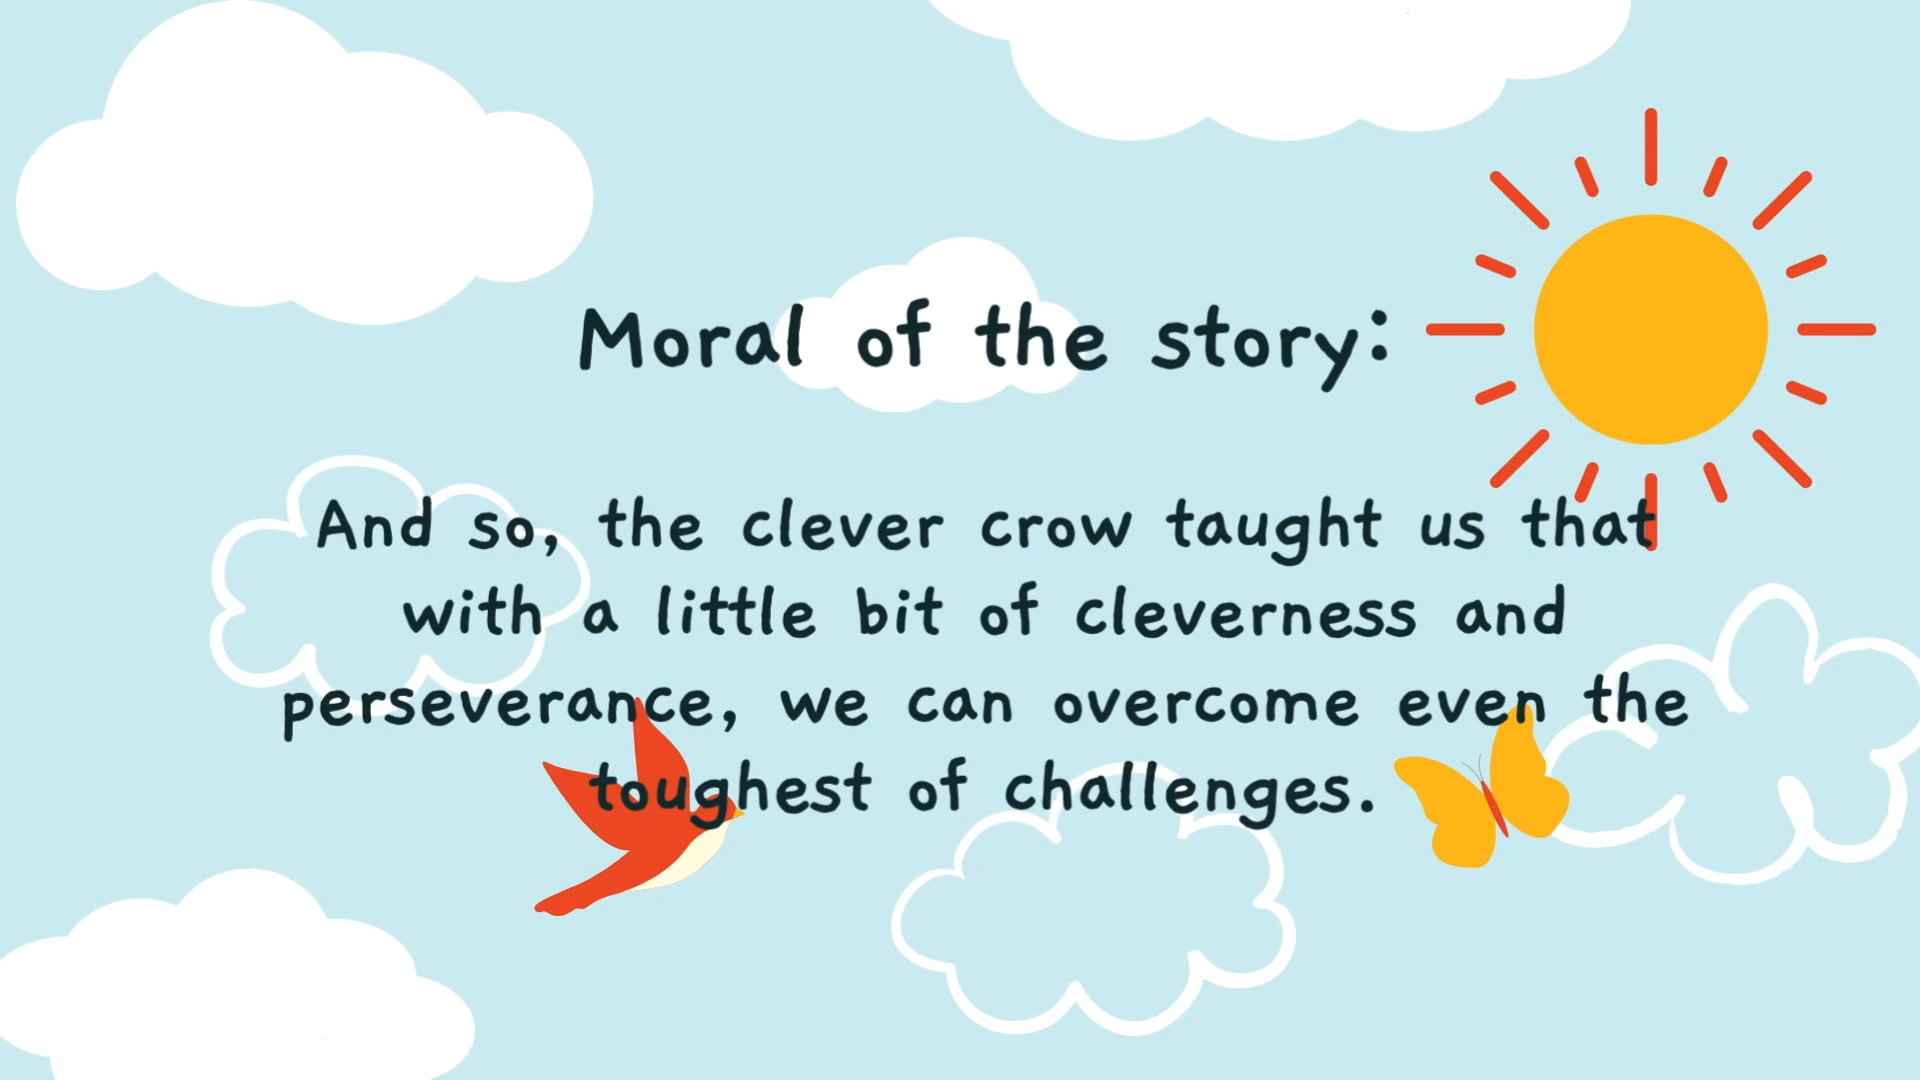 Moral of the story:
And so, the clever crow taught us that
with a little bit of cleverness and
perseverance, we can overcome even the
toughest of challenges.